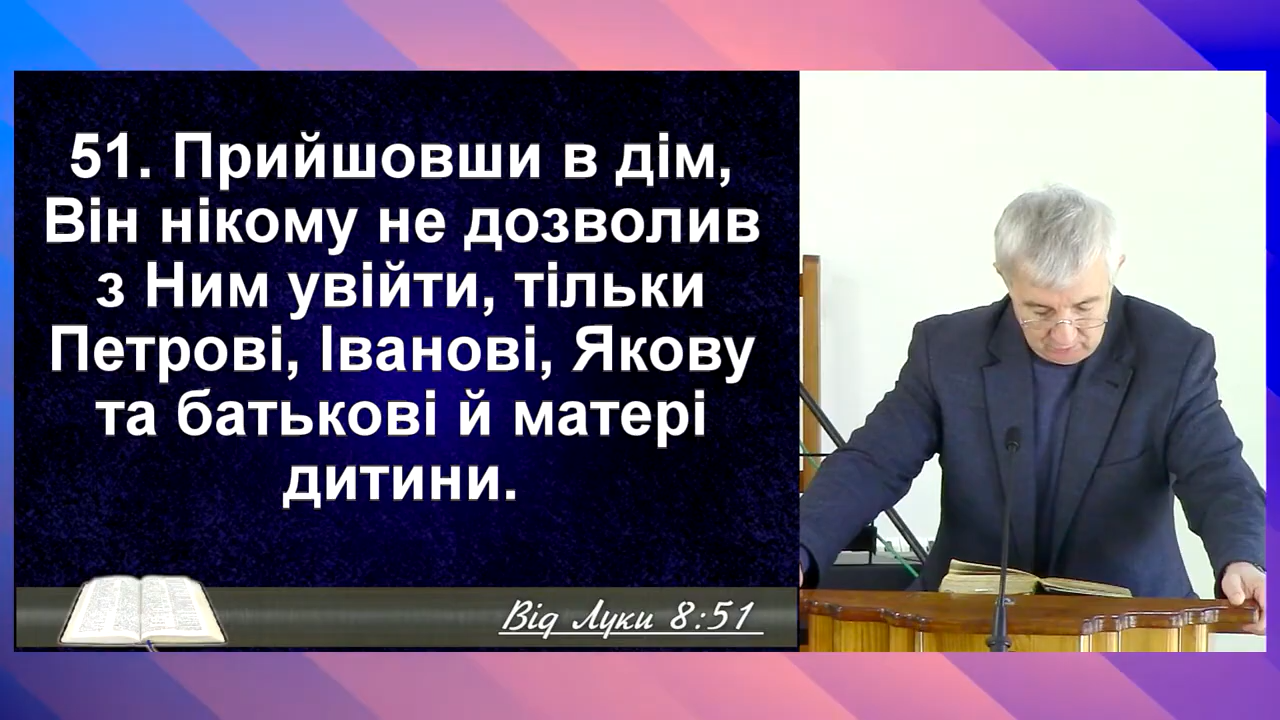 51. Прийшовши в дім,
Він нікому не дозволив
з Ним увійти, тільки
Петрові, Іванові, Якову
та батькові й матері
дитини.
Від Луки 8:51